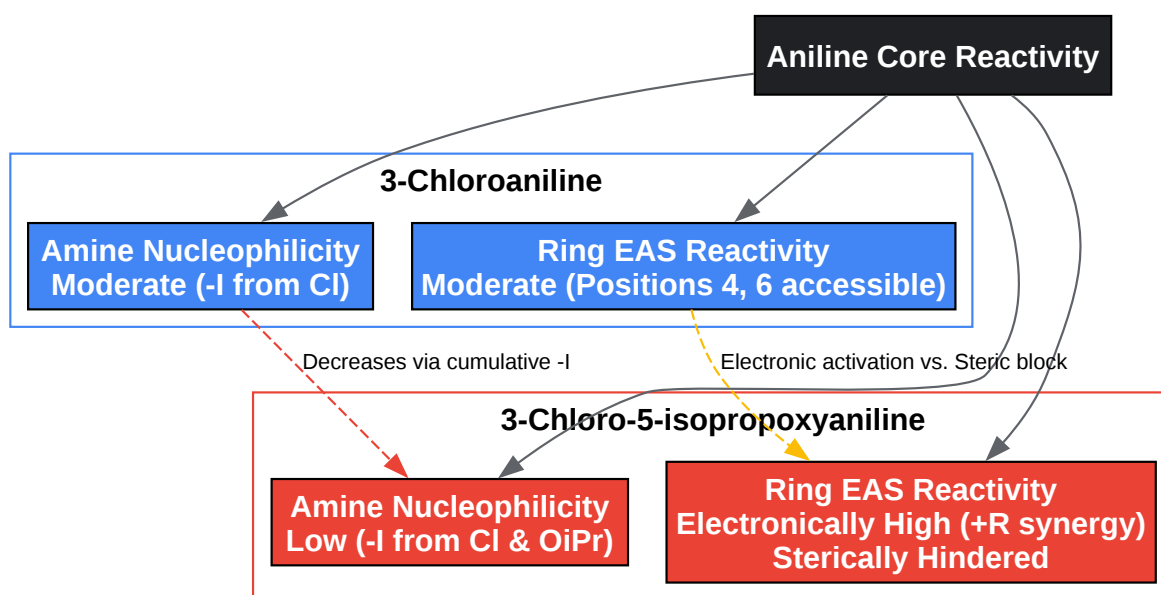 Aniline Core Reactivity
3-Chloroaniline
Amine Nucleophilicity
Moderate (-I from Cl)
Ring EAS Reactivity
Moderate (Positions 4, 6 accessible)
Decreases via cumulative -I
Electronic activation vs. Steric block
3-Chloro-5-isopropoxyaniline
Amine Nucleophilicity
Low (-I from Cl & OiPr)
Ring EAS Reactivity
Electronically High (+R synergy)
Sterically Hindered